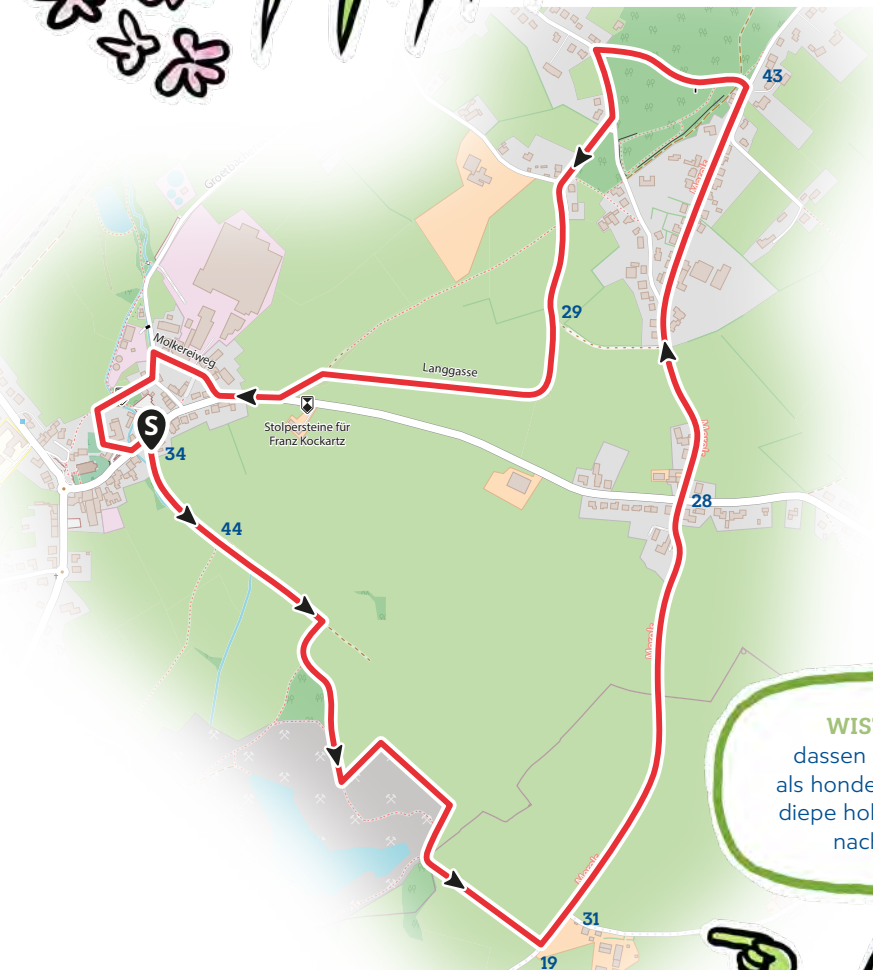 43
29
Molkereiweg
Langgasse
S
Stolpersteine für
Franz Kockartz
34
28
44
WIST
dassen
als honde
diepe hol
nach
31
19